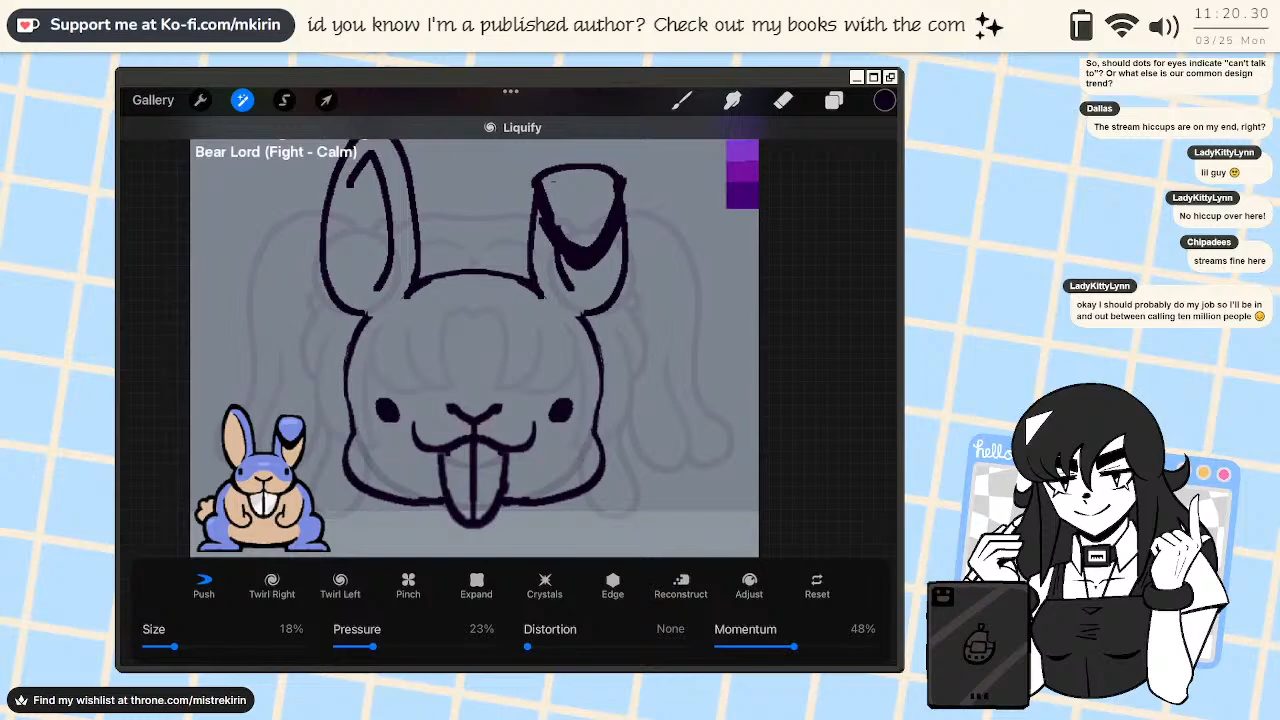 Support me at Ko-fi.com/mkirin
id you know I'm a published author? Check out my books with the com
11:20.30
03/25 Mon
So, should dots for eyes indicate "can't talk
to"? Or what else is our common design
trend?
Dallas
The stream hiccups are on my end, right?
LadyKittyLynn
lil guy
LadyKittyLynn
No hiccup over here!
Chipadees
streams fine here
LadyKittyLynn
okay I should probably do my job so I'll be in
and out between calling ten million people
Gallery
Liquify
Bear Lord (Fight - Calm)
hello
Push
Twirl Right
Twirl Left
Pinch
Expand
Crystals
Edge
Reconstruct
Adjust
Reset
Size 18%
Pressure 23%
Distortion None
Momentum 48%
Find my wishlist at throne.com/mistrekirin